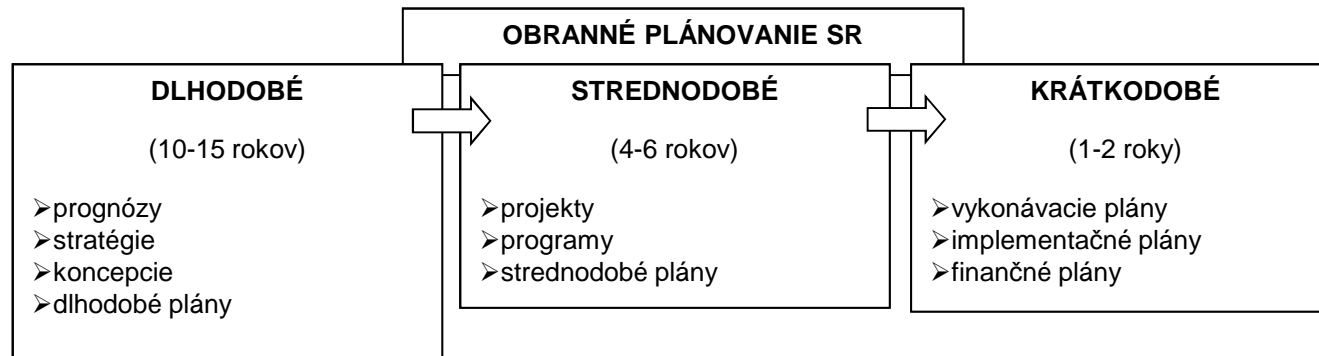 OBRANNÉ PLÁNOVANIE SR
DLHODOBÉ
(10-15 rokov)
➢prognózy
➢stratégie
➢koncepcie
➢dlhodobé plány
STREDNODOBÉ
(4-6 rokov)
➢projekty
➢programy
➢strednodobé plány
KRÁTKODOBÉ
(1-2 roky)
➢vykonávacie plány
➢implementačné plány
➢finančné plány